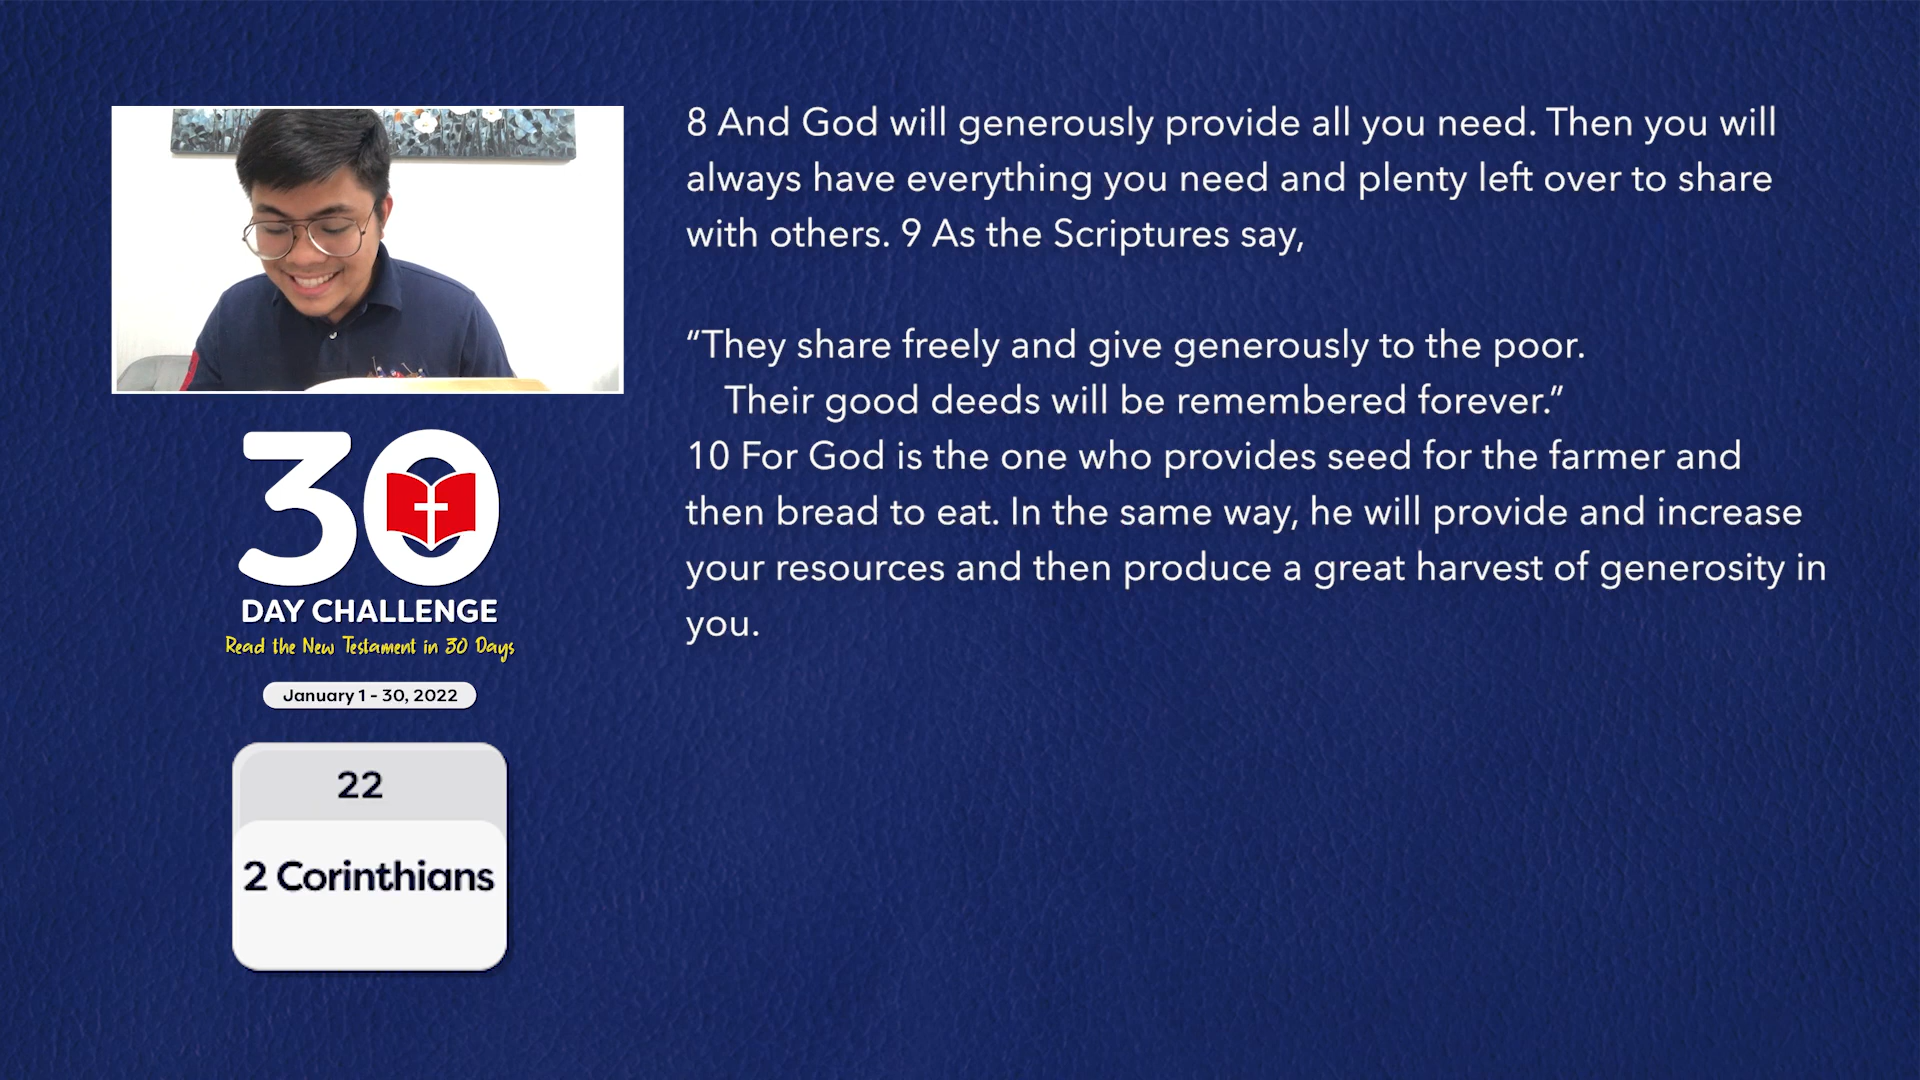 8 And God will generously provide all you need. Then you will
always have everything you need and plenty left over to share
with others. 9 As the Scriptures say,
“They share freely and give generously to the poor.
Their good deeds will be remembered forever.”
10 For God is the one who provides seed for the farmer and
then bread to eat. In the same way, he will provide and increase
your resources and then produce a great harvest of generosity in
you.
30
DAY CHALLENGE
Read the New Testament in 30 Days
January 1 - 30, 2022
22
2 Corinthians